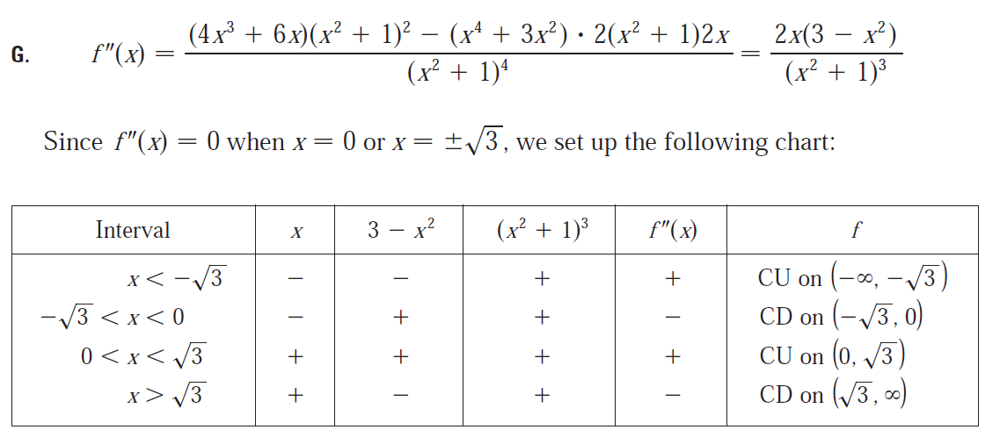 G. f″(x) = (4x³ + 6x)(x² + 1)² − (x⁴ + 3x²) · 2(x² + 1)2x / (x² + 1)⁴ = 2x(3 − x²) / (x² + 1)³
Since f″(x) = 0 when x = 0 or x = ±√3, we set up the following chart:
Interval x 3 − x² (x² + 1)³ f″(x) f
x < −√3 − − + + CU on (−∞, −√3)
−√3 < x < 0 − + + − CD on (−√3, 0)
0 < x < √3 + + + + CU on (0, √3)
x > √3 + − + − CD on (√3, ∞)